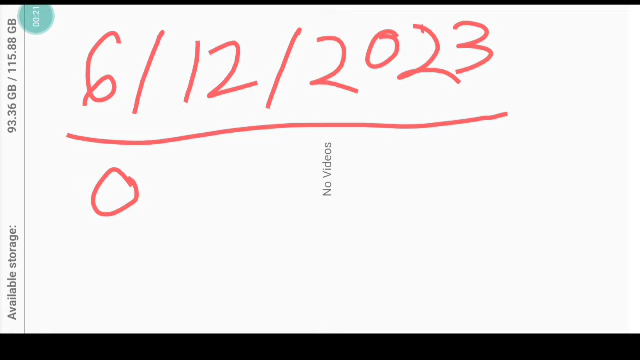 6/12/2023
0
No Videos
Available storage: 93.36 GB / 115.88 GB
00:21